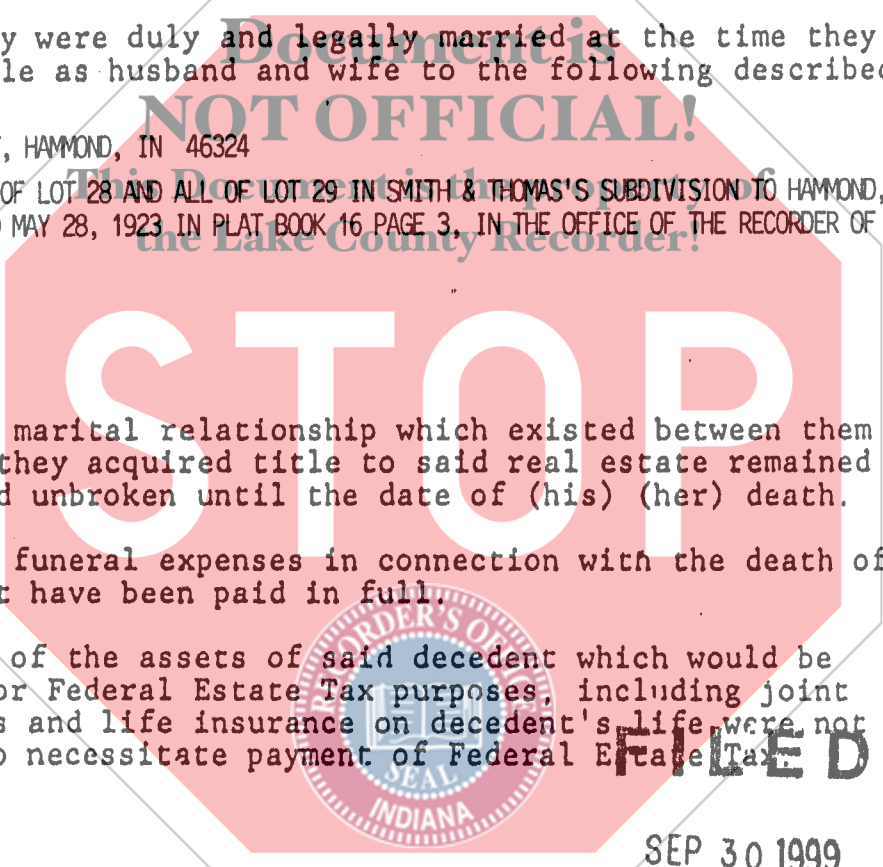 Document is
y were duly and legally married at the time they
le as husband and wife to the following described
NOT OFFICIAL!
, HAMMOND, IN 46324
This Document is the property of
OF LOT 28 AND ALL OF LOT 29 IN SMITH & THOMAS'S SUBDIVISION TO HAMMOND,
MAY 28, 1923 IN PLAT BOOK 16 PAGE 3, IN THE OFFICE OF THE RECORDER OF
the Lake County Recorder!
STOP
marital relationship which existed between them
they acquired title to said real estate remained
d unbroken until the date of (his) (her) death.
funeral expenses in connection with the death of
t have been paid in full.
RECORDER'S OFFICE
of the assets of said decedent which would be
or Federal Estate Tax purposes, including joint
s and life insurance on decedent's life were not
o necessitate payment of Federal Estate Tax.
FILED
SEAL
INDIANA
SEP 30 1999